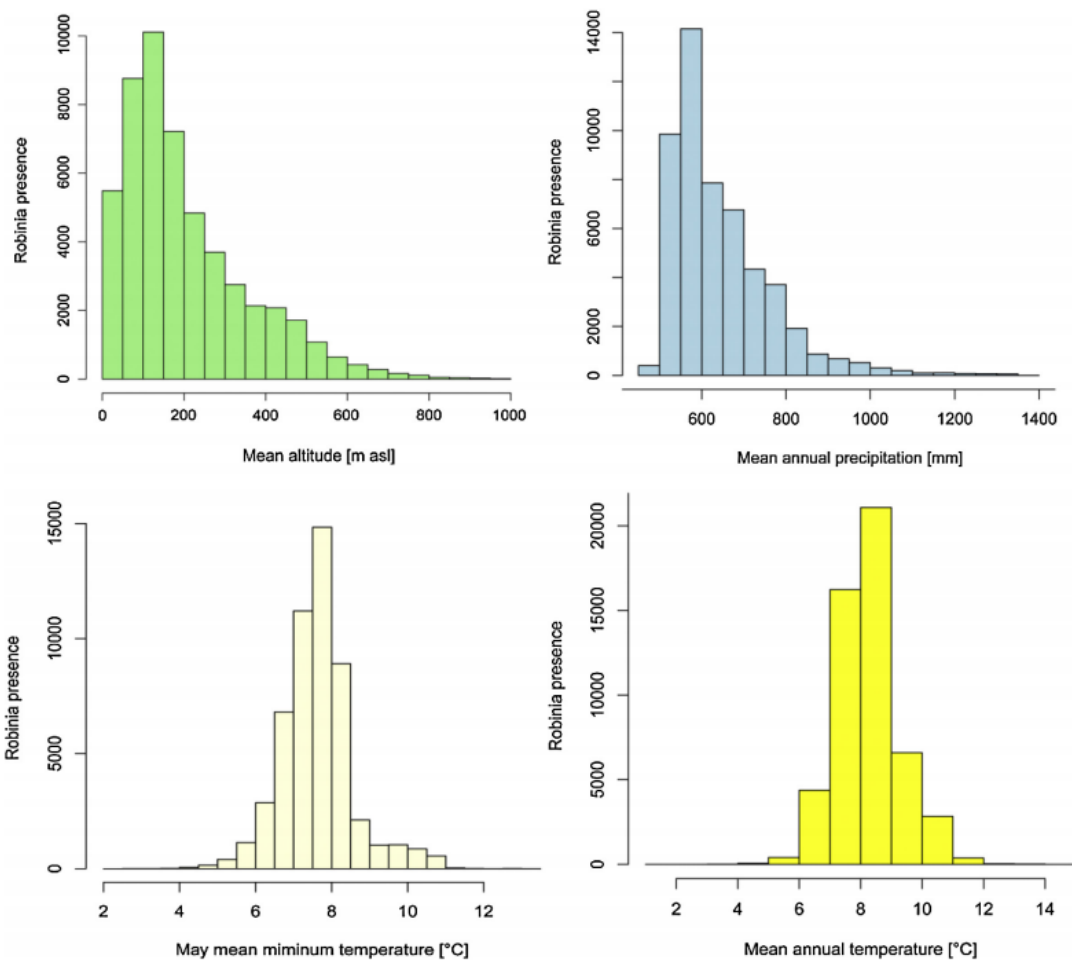 Robinia presence
0
2000
4000
6000
8000
10000
0 200 400 600 800 1000
Mean altitude [m asl]
Robinia presence
0
2000
6000
10000
14000
600 800 1000 1200 1400
Mean annual precipitation [mm]
Robinia presence
0
5000
10000
15000
2 4 6 8 10 12
May mean miminum temperature [°C]
Robinia presence
0
5000
10000
15000
20000
2 4 6 8 10 12 14
Mean annual temperature [°C]